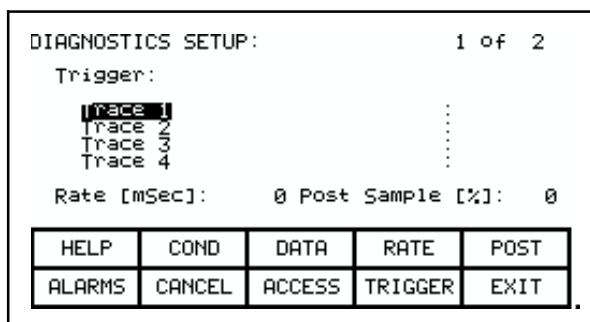 DIAGNOSTICS SETUP: 1 of 2
Trigger:
Trace 1 :
Trace 2 :
Trace 3 :
Trace 4 :
Rate [mSec]: 0 Post Sample [%]: 0
HELP COND DATA RATE POST
ALARMS CANCEL ACCESS TRIGGER EXIT